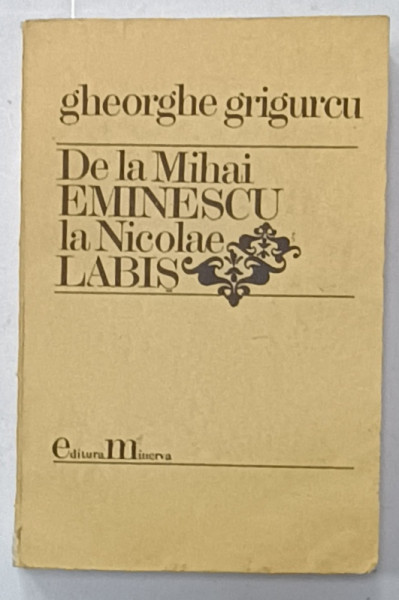 gheorghe grigurcu
De la Mihai
EMINESCU
la Nicolae
LABIŞ
editura minerva